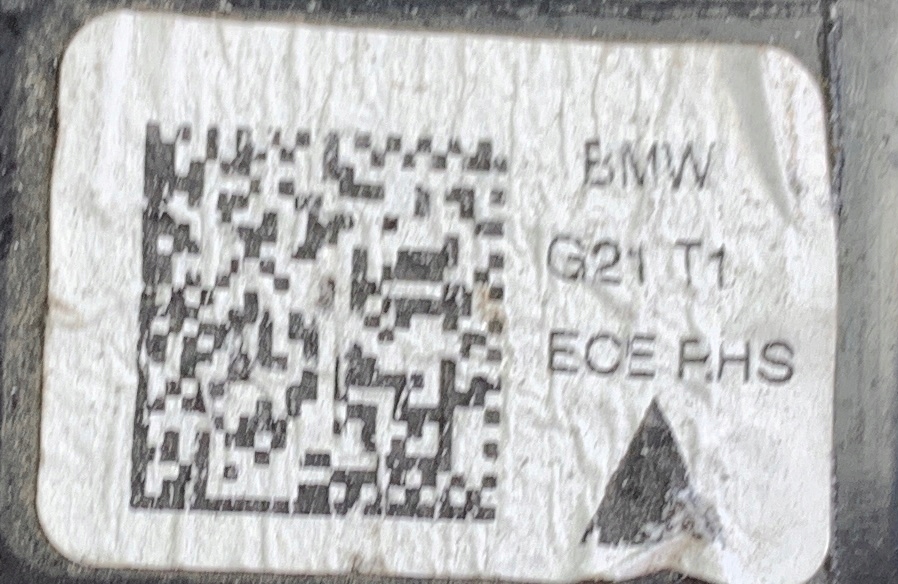 BMW
G21 T1
ECE RHS